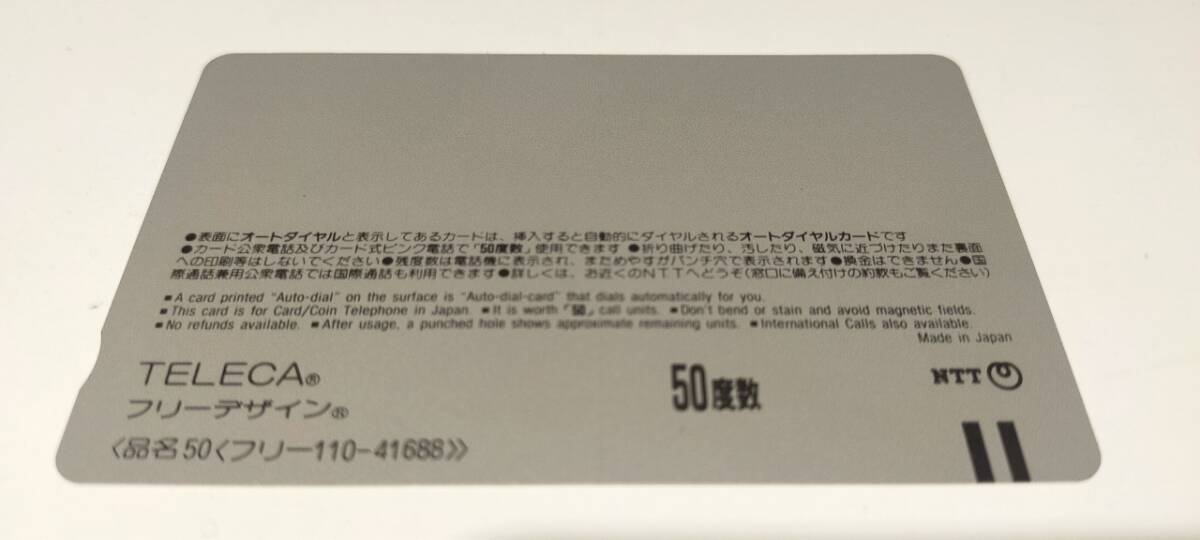 ●表面にオートダイヤルと表示してあるカードは、挿入すると自動的にダイヤルされるオートダイヤルカードです
●カード公衆電話及びカード式ピンク電話で「50度数」使用できます ●折り曲げたり、汚したり、磁気に近づけたりまた裏面
への印刷等はしないでください ●残度数は電話機に表示され、まためやすがパンチ穴で表示されます ●換金はできません ●国
際通話兼用公衆電話では国際通話も利用できます ●詳しくは、お近くのNTTへどうぞ(窓口に備え付けの約款もご覧ください)
■A card printed "Auto-dial" on the surface is "Auto-dial-card" that dials automatically for you.
■This card is for Card/Coin Telephone in Japan. ■It is worth「50」call units. ■Don't bend or stain and avoid magnetic fields.
■No refunds available. ■After usage, a punched hole shows approximate remaining units. ■International Calls also available.
Made in Japan
TELECA®
フリーデザイン®
50度数
NTT
〈品名50〈フリー110-41688〉〉